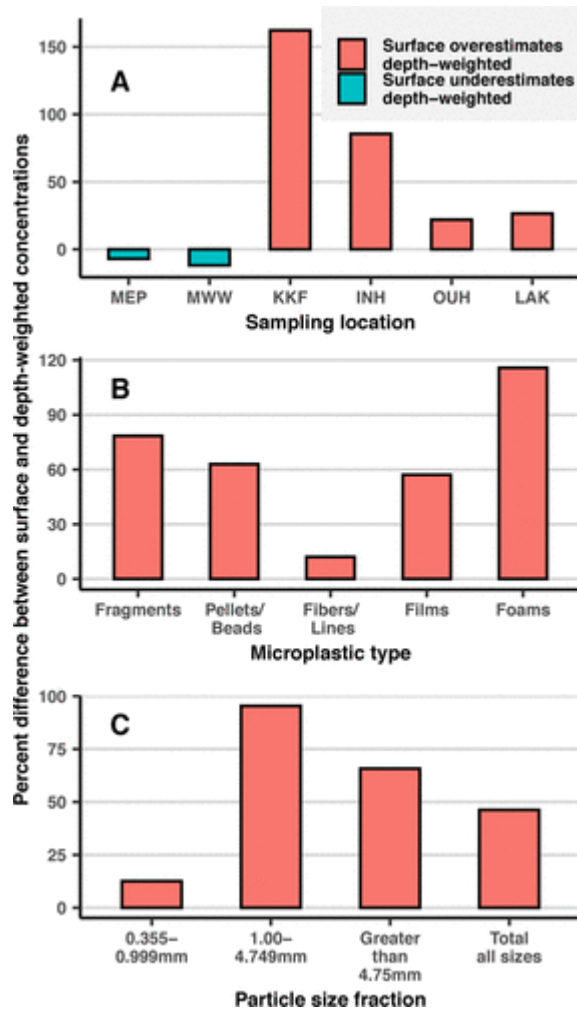 Percent difference between surface and depth-weighted concentrations
A
Surface overestimates
depth-weighted
Surface underestimates
depth-weighted
150
100
50
0
MEP MWW KKF INH OUH LAK
Sampling location
B
120
90
60
30
0
Fragments Pellets/ Fibers/ Films Foams
Beads Lines
Microplastic type
C
100
75
50
25
0
0.355– 1.00– Greater Total
0.999mm 4.749mm than all sizes
4.75mm
Particle size fraction